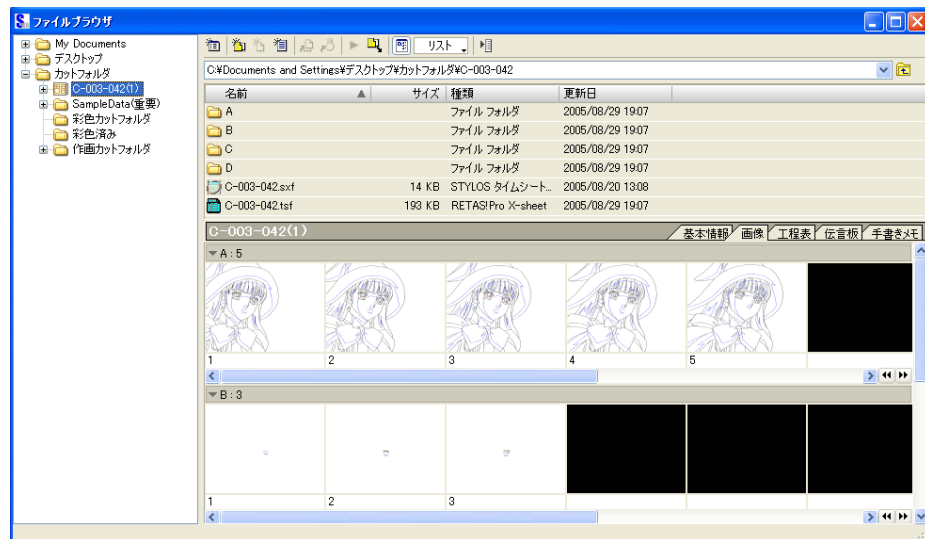 ファイルブラウザ
My Documents
デスクトップ
カットフォルダ
C-003-042(1)
SampleData(重要)
彩色カットフォルダ
彩色済み
作画カットフォルダ
リスト
C:¥Documents and Settings¥デスクトップ¥カットフォルダ¥C-003-042
名前 サイズ 種類 更新日
A ファイル フォルダ 2005/08/29 19:07
B ファイル フォルダ 2005/08/29 19:07
C ファイル フォルダ 2005/08/29 19:07
D ファイル フォルダ 2005/08/29 19:07
C-003-042.sxf 14 KB STYLOS タイムシート... 2005/08/20 13:08
C-003-042.tsf 193 KB RETAS!Pro X-sheet 2005/08/29 19:07
C-003-042(1) 基本情報 画像 工程表 伝言板 手書きメモ
A : 5
1 2 3 4 5
B : 3
1 2 3